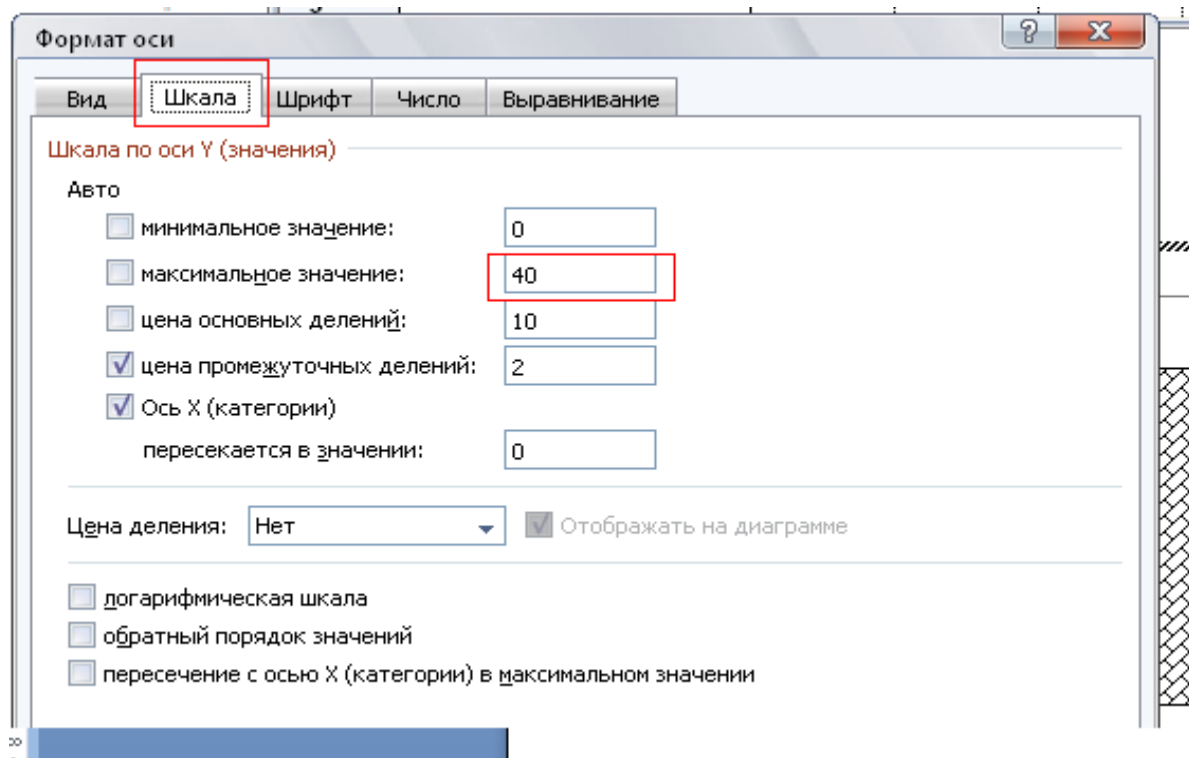 Формат оси
Вид Шкала Шрифт Число Выравнивание
Шкала по оси Y (значения)
Авто
минимальное значение: 0
максимальное значение: 40
цена основных делений: 10
цена промежуточных делений: 2
Ось X (категории)
пересекается в значении: 0
Цена деления: Нет Отображать на диаграмме
логарифмическая шкала
обратный порядок значений
пересечение с осью X (категории) в максимальном значении